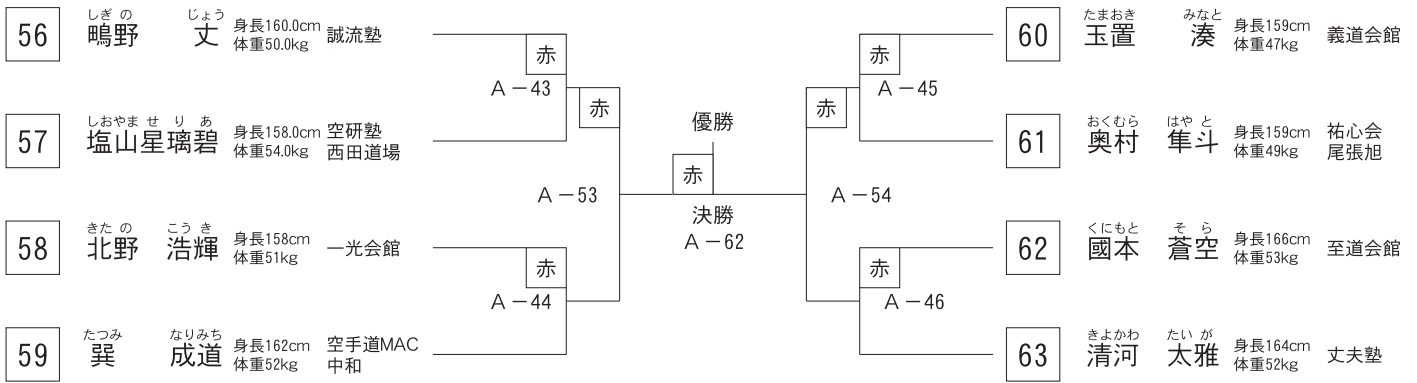 しぎの じょう
56 鴫野 丈 身長160.0cm 誠流塾
体重50.0kg
赤
A－43
赤
しおやま せ り あ
57 塩山星璃碧 身長158.0cm 空研塾
体重54.0kg 西田道場
A－53
きたの こうき
58 北野 浩輝 身長158cm 一光会館
体重51kg
赤
A－44
たつみ なりみち
59 巽 成道 身長162cm 空手道MAC
体重52kg 中和
優勝
赤
決勝
A－62
たまおき みなと
60 玉置 湊 身長159cm 義道会館
体重47kg
赤
A－45
赤
おくむら はやと
61 奥村 隼斗 身長159cm 祐心会
体重49kg 尾張旭
A－54
くにもと そら
62 國本 蒼空 身長166cm 至道会館
体重53kg
赤
A－46
きよかわ たいが
63 清河 太雅 身長164cm 丈夫塾
体重52kg